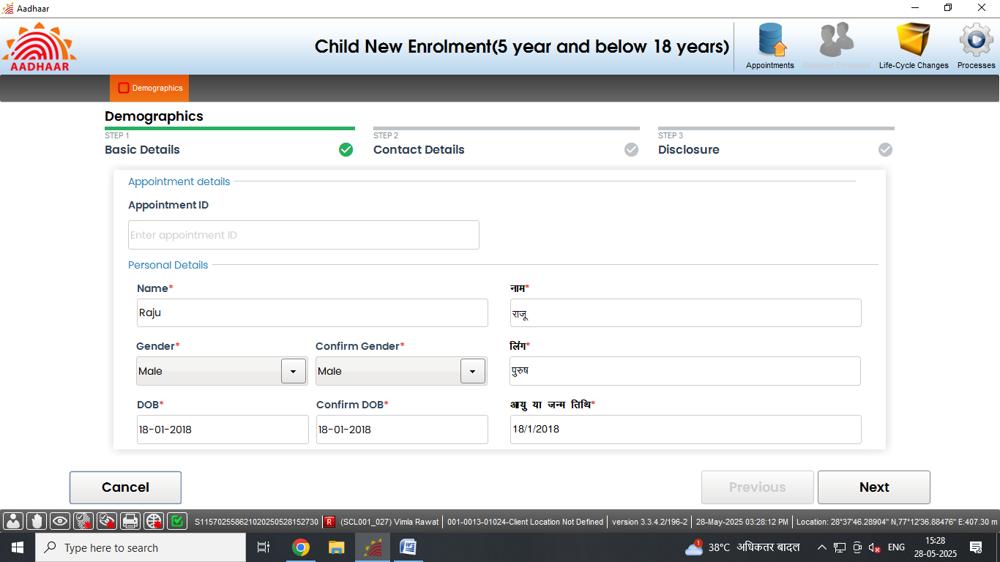 Aadhaar
AADHAAR
Child New Enrolment(5 year and below 18 years)
Appointments
Resident Enrolment
Life-Cycle Changes
Processes
Demographics
Demographics
STEP 1
Basic Details
STEP 2
Contact Details
STEP 3
Disclosure
Appointment details
Appointment ID
Enter appointment ID
Personal Details
Name*
नाम*
Raju
राजू
Gender*
Confirm Gender*
लिंग*
Male
Male
पुरुष
DOB*
Confirm DOB*
आयु या जन्म तिथि*
18-01-2018
18-01-2018
18/1/2018
Cancel
Previous
Next
S115702558621020250528152730 R (SCL001_027) Vimla Rawat 001-0013-01024-Client Location Not Defined version 3.3.4.2/196-2 28-May-2025 03:28:12 PM Location: 28°37'46.28904" N,77°12'36.88476" E:407.30 m
Type here to search
W
1
38°C अधिकतर बादल
ENG
15:28
28-05-2025